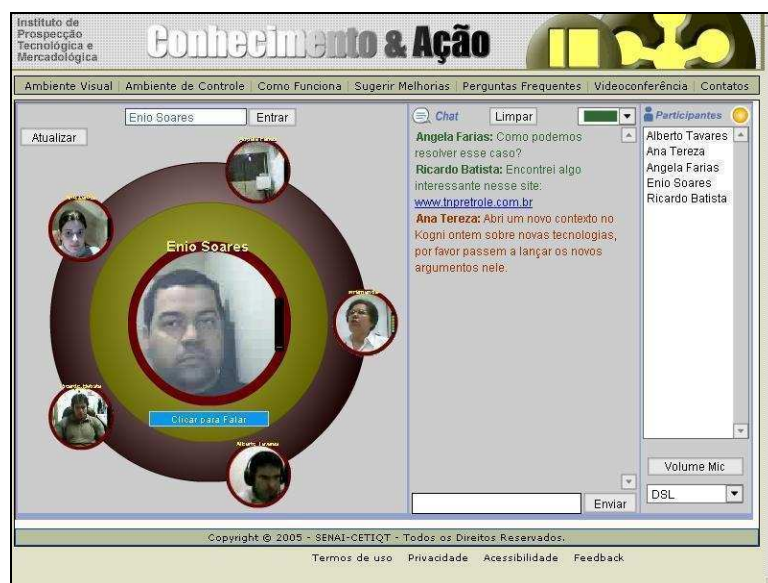 Instituto de
Prospecção
Tecnológica e
Mercadológica
Conhecimento & Ação
Ambiente Visual | Ambiente de Controle | Como Funciona | Sugerir Melhorias | Perguntas Frequentes | Videoconferência | Contatos
Enio Soares
Entrar
Atualizar
Enio Soares
Clicar para Falar
Alberto Tavares
Chat
Limpar
Angela Farias: Como podemos
resolver esse caso?
Ricardo Batista: Encontrei algo
interessante nesse site:
www.tnpretrole.com.br
Ana Tereza: Abri um novo contexto no
Kogni ontem sobre novas tecnologias,
por favor passem a lançar os novos
argumentos nele.
Enviar
Participantes
Alberto Tavares
Ana Tereza
Angela Farias
Enio Soares
Ricardo Batista
Volume Mic
DSL
Copyright @ 2005 - SENAI-CETIQT - Todos os Direitos Reservados.
Termos de uso Privacidade Acessibilidade Feedback